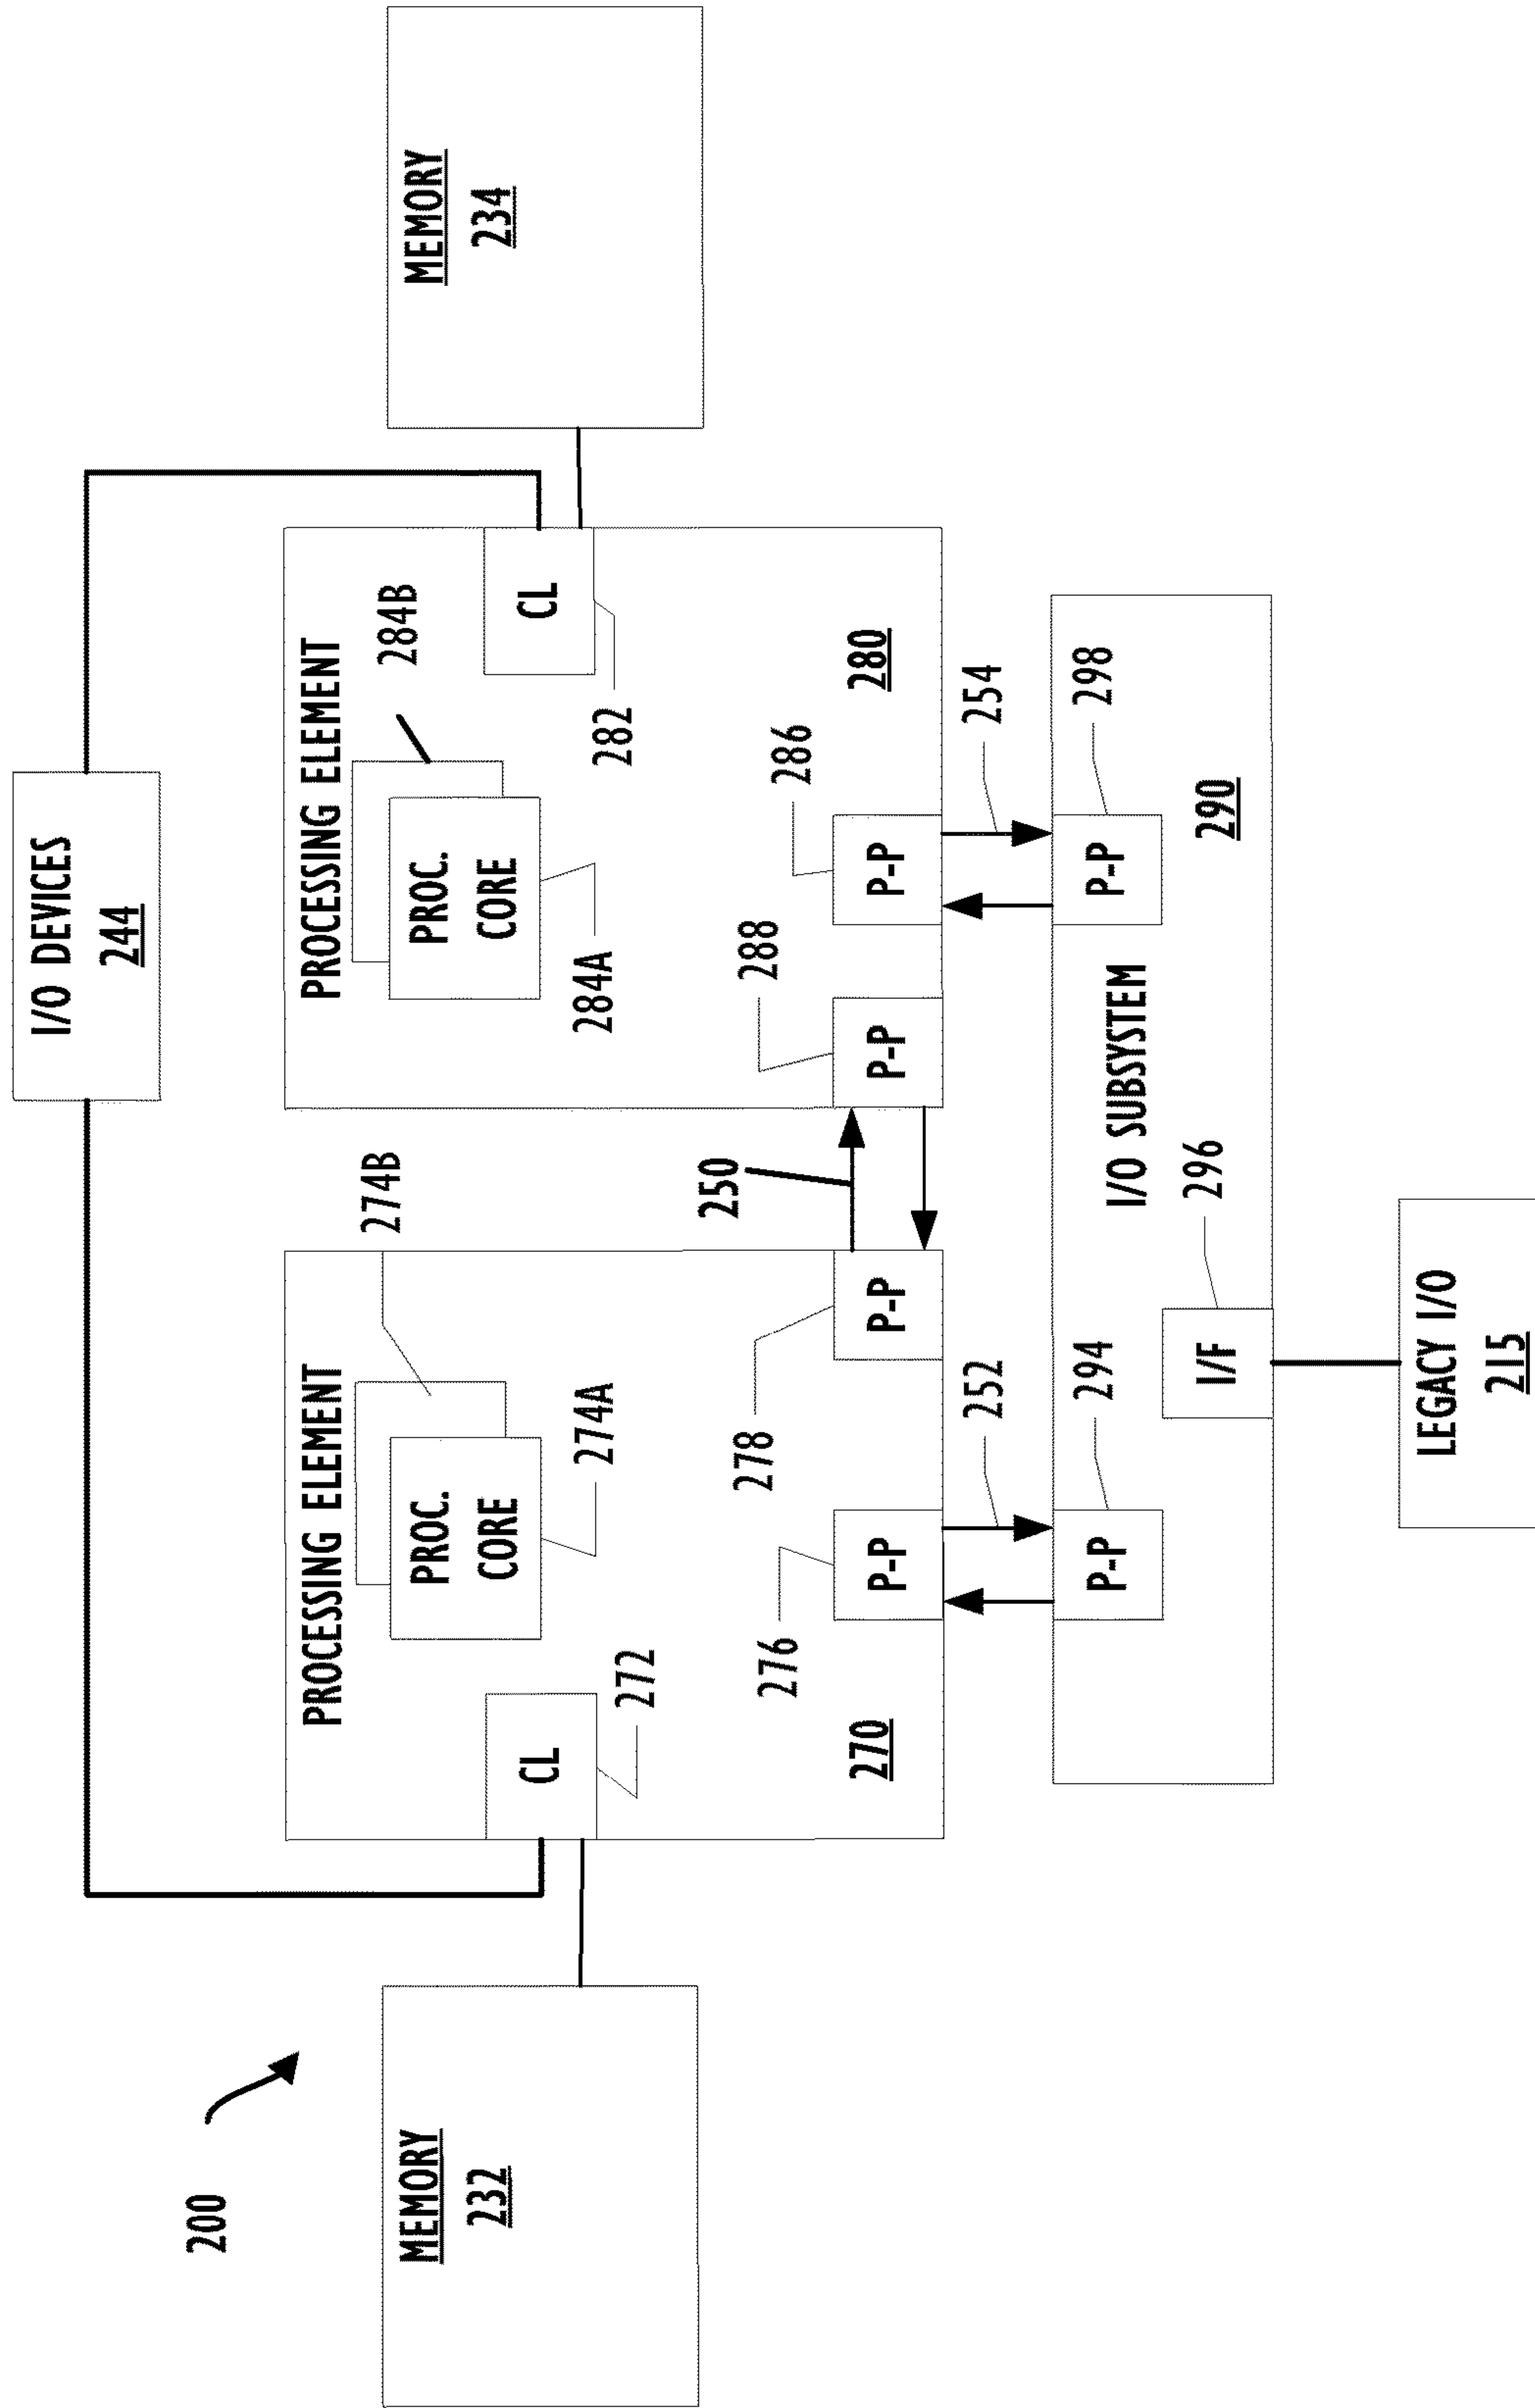 200
I/O DEVICES
244
MEMORY
232
MEMORY
234
PROCESSING ELEMENT
274B
PROC.
CORE
274A
CL
272
270
276
P-P
278
P-P
250
PROCESSING ELEMENT
284B
PROC.
CORE
284A
CL
282
280
288
P-P
286
P-P
252
254
294
P-P
I/O SUBSYSTEM
298
P-P
290
296
I/F
LEGACY I/O
215